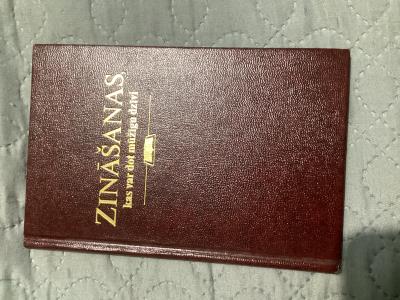 ZINĀŠANAS,
kas var dot mūžīgu dzīvi